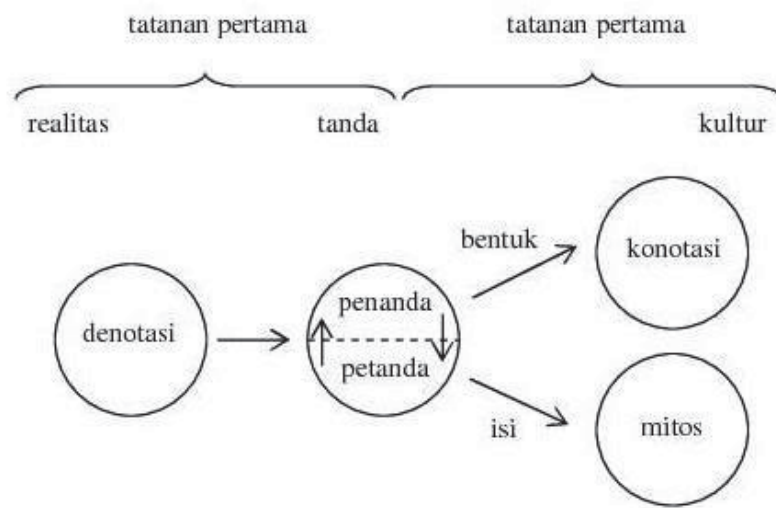 tatanan pertama tatanan pertama
realitas tanda kultur
bentuk konotasi
denotasi penanda
petanda
isi mitos